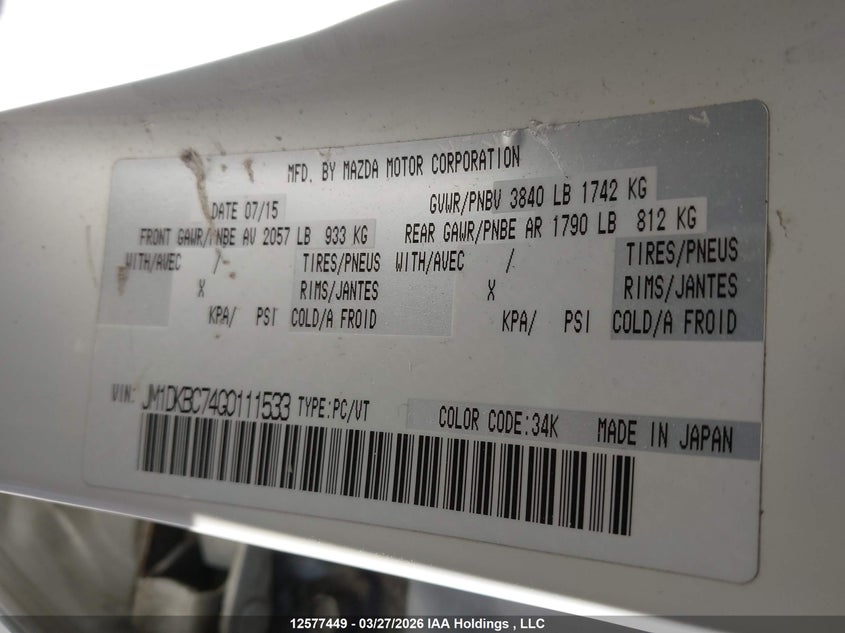 MFD. BY MAZDA MOTOR CORPORATION
DATE 07/15 GVWR/PNBV 3840 LB 1742 KG
FRONT GAWR/PNBE AV 2057 LB 933 KG REAR GAWR/PNBE AR 1790 LB 812 KG
WITH/AVEC / TIRES/PNEUS WITH/AVEC / TIRES/PNEUS
X RIMS/JANTES X RIMS/JANTES
KPA/ PSI COLD/A FROID KPA/ PSI COLD/A FROID
VIN: JM1DKBC74G0111533 TYPE:PC/VT COLOR CODE:34K MADE IN JAPAN
12577449 - 03/27/2026 IAA Holdings , LLC